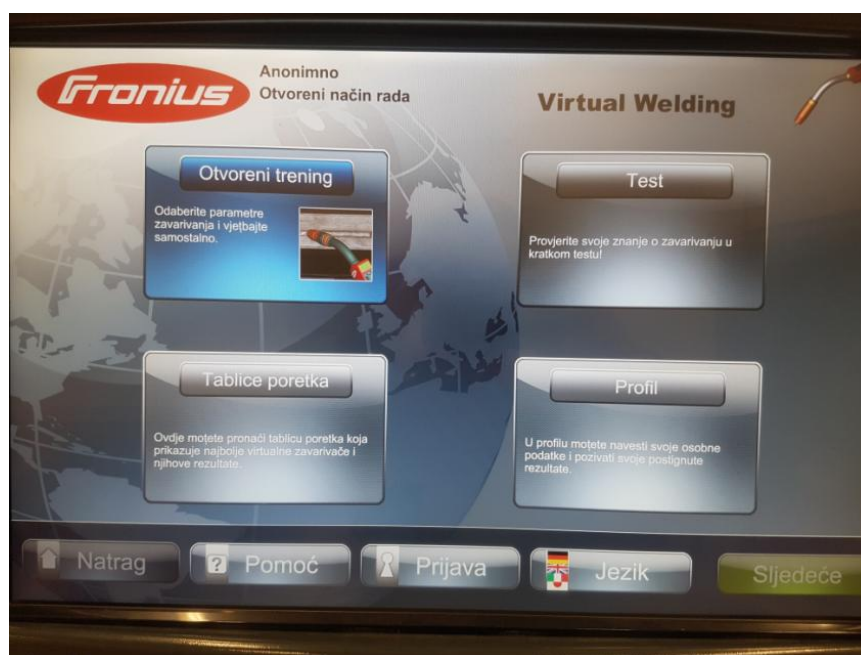 Fronius
Anonimno
Otvoreni način rada
Virtual Welding
Otvoreni trening
Odaberite parametre
zavarivanja i vježbajte
samostalno.
Test
Provjerite svoje znanje o zavarivanju u
kratkom testu!
Tablice poretka
Ovdje moţete pronaći tablicu poretka koja
prikazuje najbolje virtualne zavarivače i
njihove rezultate.
Profil
U profilu moţete navesti svoje osobne
podatke i pozivati svoje postignute
rezultate.
Natrag
? Pomoć
Prijava
Jezik
Sljedeće